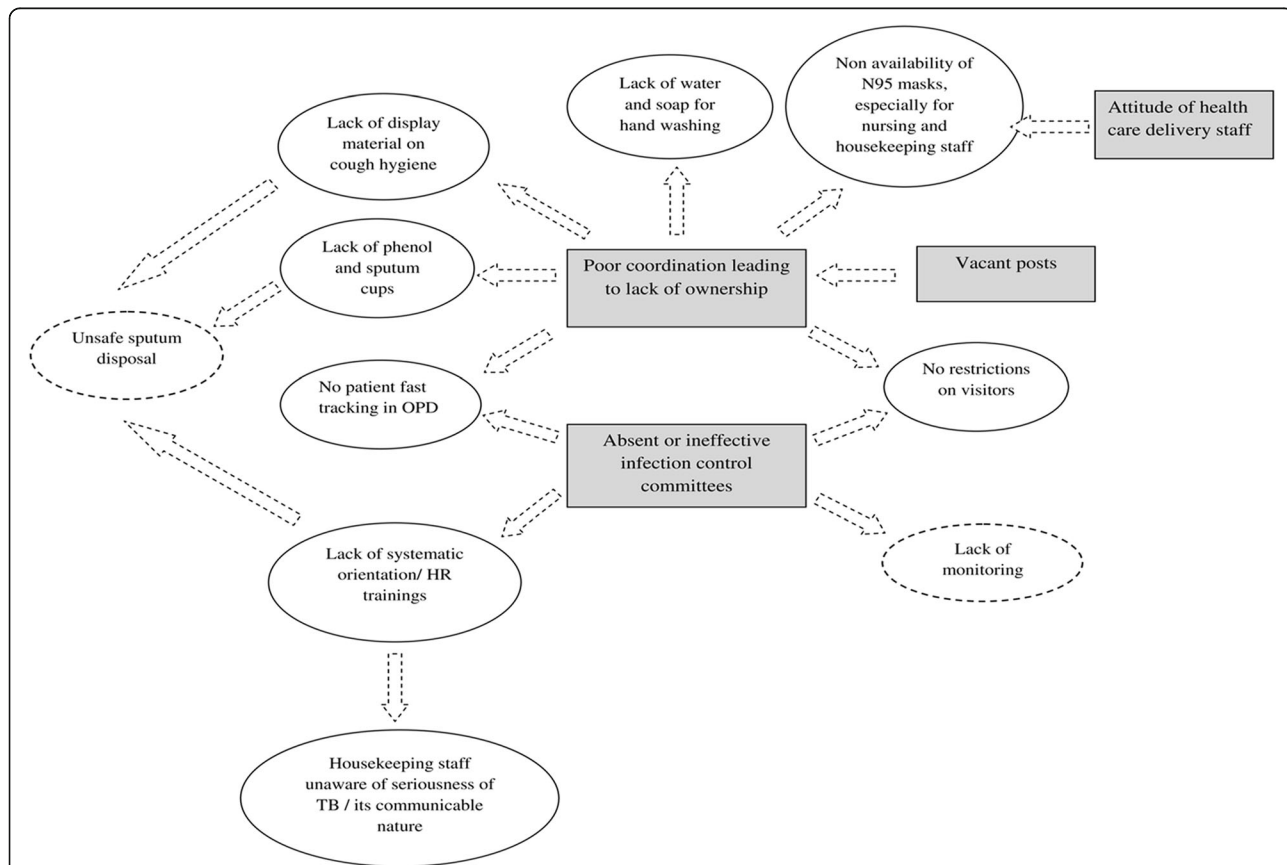 Lack of water
and soap for
hand washing
Non availability of
N95 masks,
especially for
nursing and
housekeeping staff
Attitude of health
care delivery staff
Lack of display
material on
cough hygiene
Lack of phenol
and sputum
cups
Poor coordination leading
to lack of ownership
Vacant posts
Unsafe sputum
disposal
No patient fast
tracking in OPD
No restrictions
on visitors
Absent or ineffective
infection control
committees
Lack of systematic
orientation/ HR
trainings
Lack of
monitoring
Housekeeping staff
unaware of seriousness of
TB / its communicable
nature